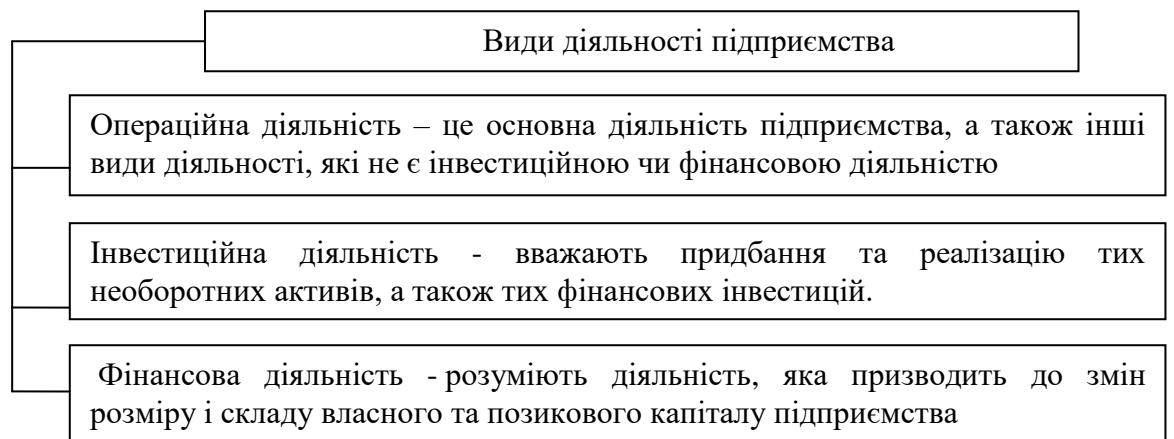 Види діяльності підприємства
Операційна діяльність – це основна діяльність підприємства, а також інші
види діяльності, які не є інвестиційною чи фінансовою діяльністю
Інвестиційна діяльність - вважають придбання та реалізацію тих
необоротних активів, а також тих фінансових інвестицій.
Фінансова діяльність - розуміють діяльність, яка призводить до змін
розміру і складу власного та позикового капіталу підприємства